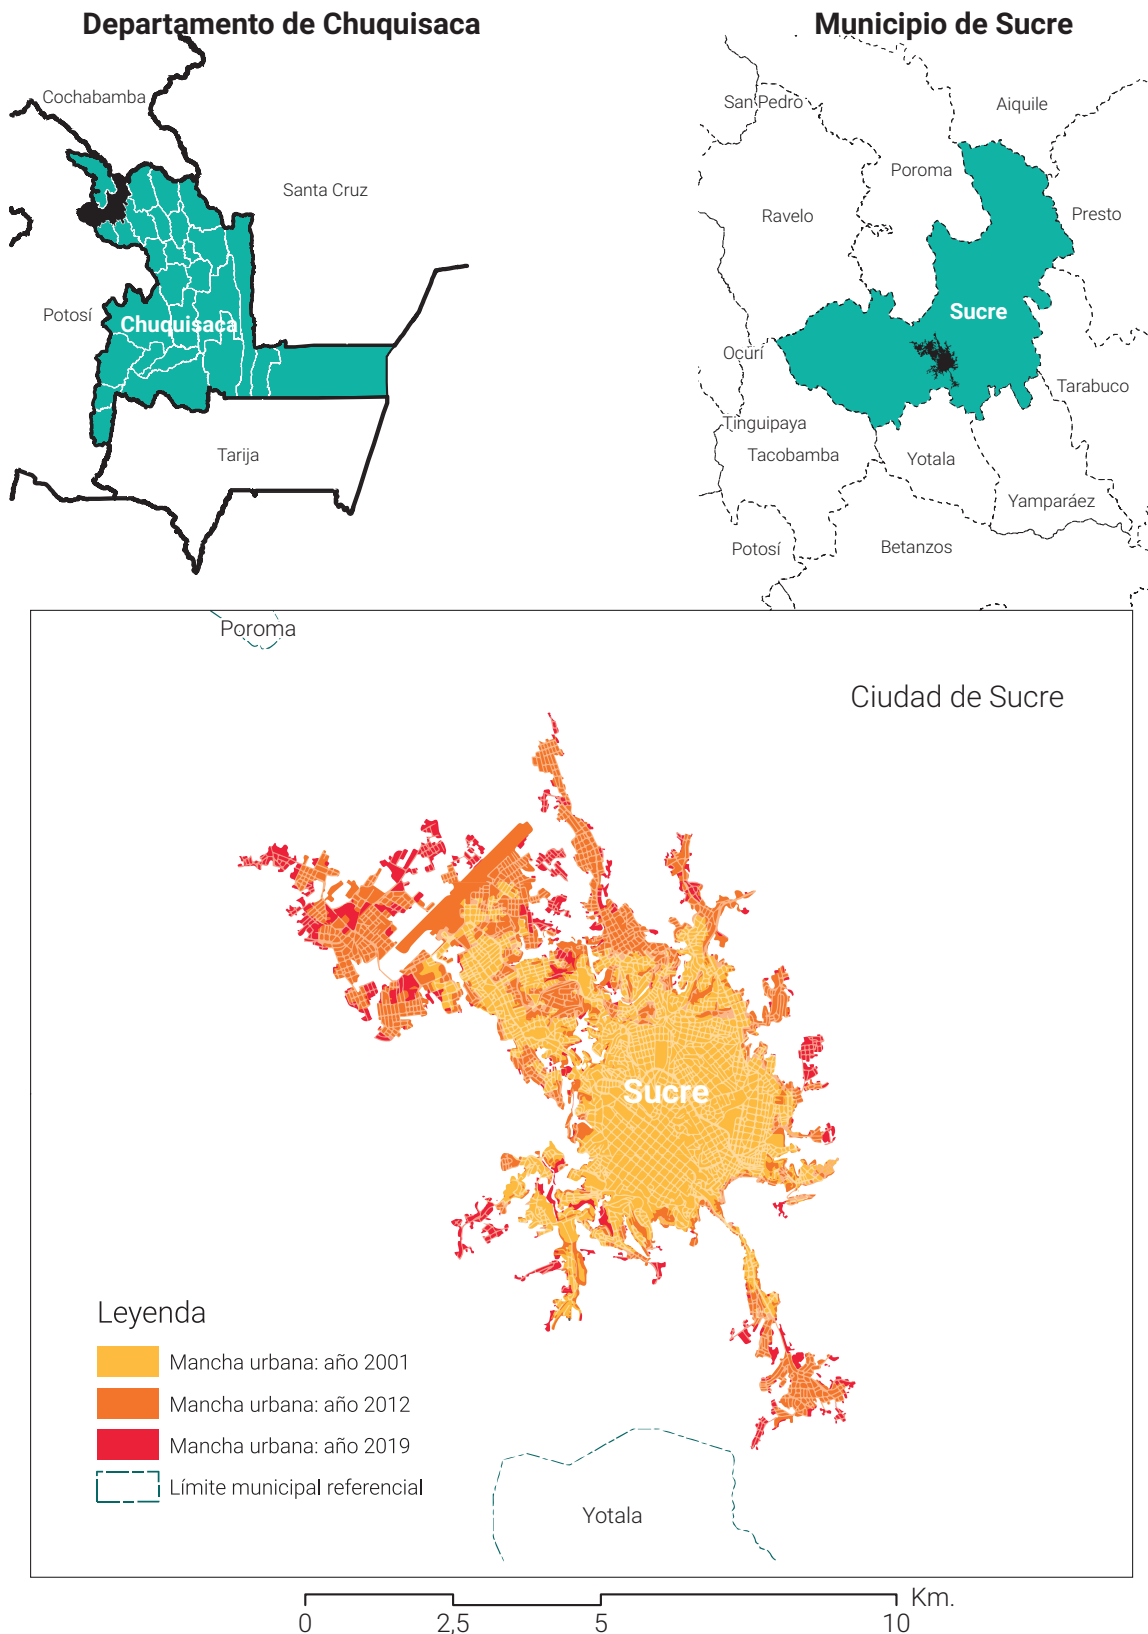 Departamento de Chuquisaca
Cochabamba
Santa Cruz
Potosí
Chuquisaca
Tarija
Municipio de Sucre
San Pedro
Aiquile
Poroma
Ravelo
Presto
Sucre
Ocurí
Tarabuco
Tinguipaya
Tacobamba
Yotala
Yamparáez
Potosí
Betanzos
Poroma
Ciudad de Sucre
Sucre
Leyenda
Mancha urbana: año 2001
Mancha urbana: año 2012
Mancha urbana: año 2019
Límite municipal referencial
Yotala
Km.
0 2,5 5 10